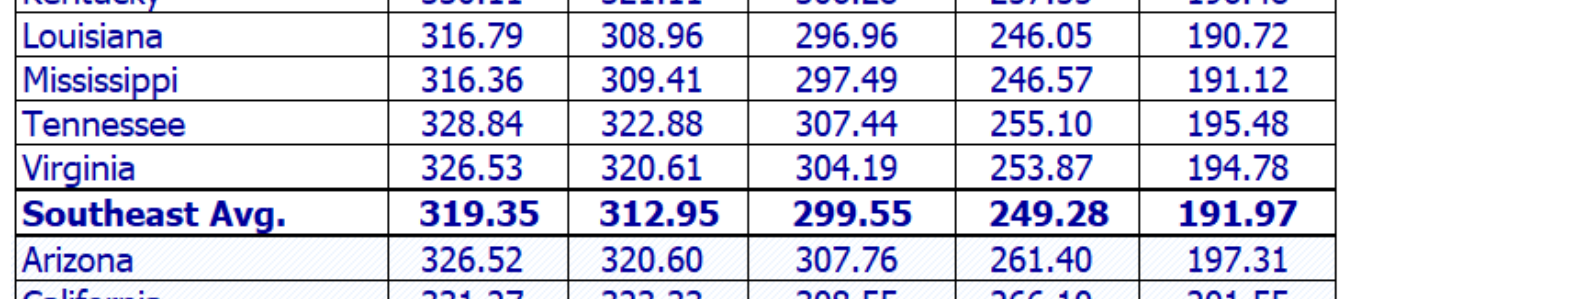 Louisiana 316.79 308.96 296.96 246.05 190.72
Mississippi 316.36 309.41 297.49 246.57 191.12
Tennessee 328.84 322.88 307.44 255.10 195.48
Virginia 326.53 320.61 304.19 253.87 194.78
Southeast Avg. 319.35 312.95 299.55 249.28 191.97
Arizona 326.52 320.60 307.76 261.40 197.31